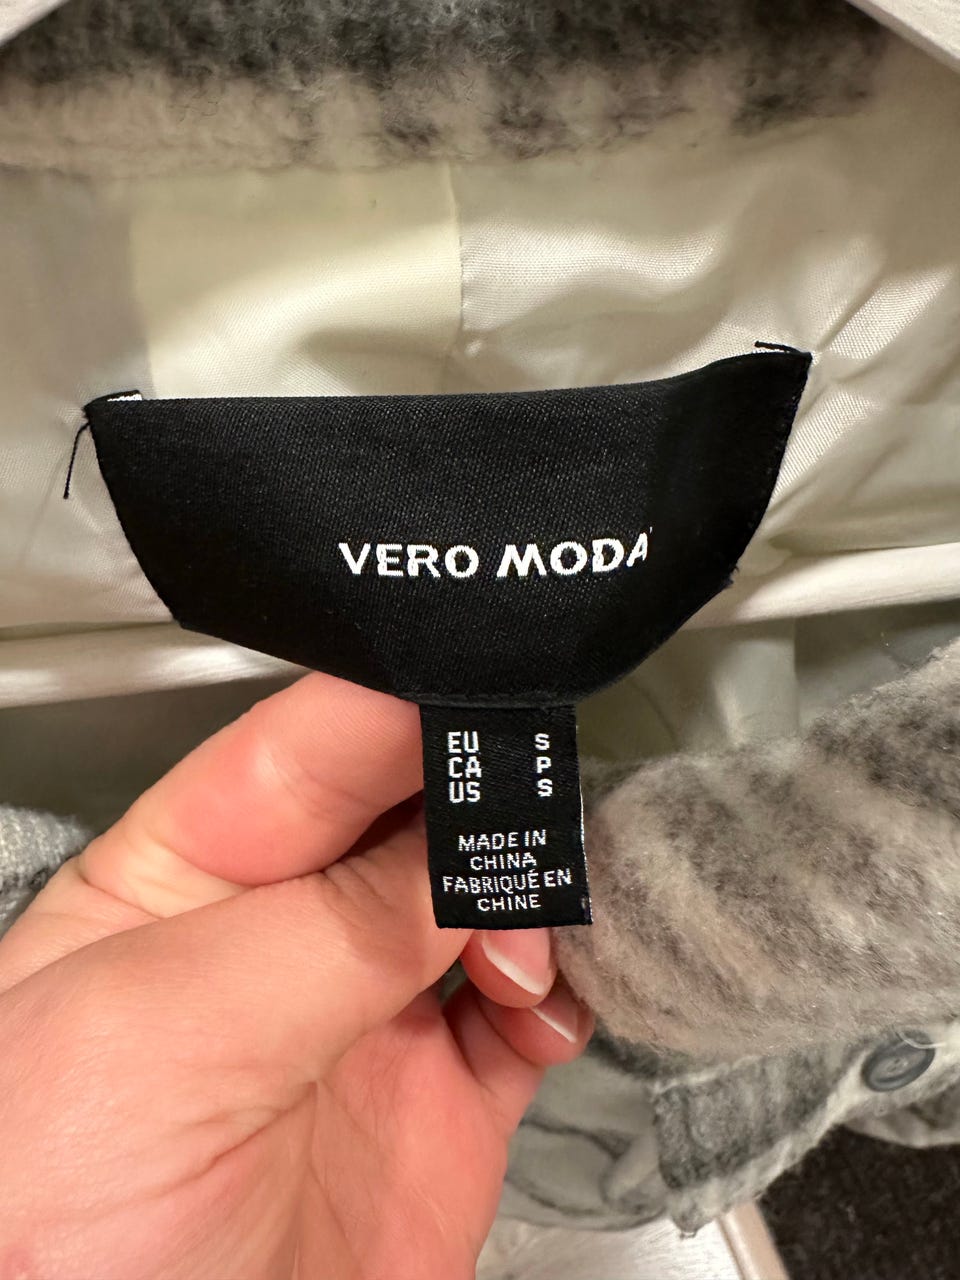 VERO MODA
EU S
CA P
US S
MADE IN
CHINA
FABRIQUÉ EN
CHINE